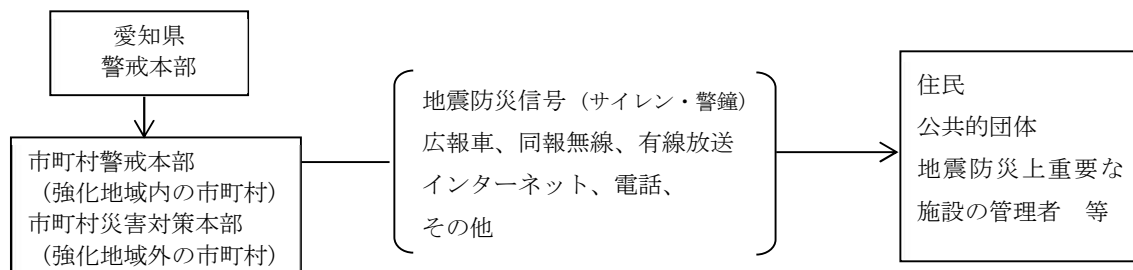 愛知県
警戒本部
市町村警戒本部
(強化地域内の市町村)
市町村災害対策本部
(強化地域外の市町村)
地震防災信号(サイレン・警鐘)
広報車、同報無線、有線放送
インターネット、電話、
その他
住民
公共的団体
地震防災上重要な
施設の管理者 等